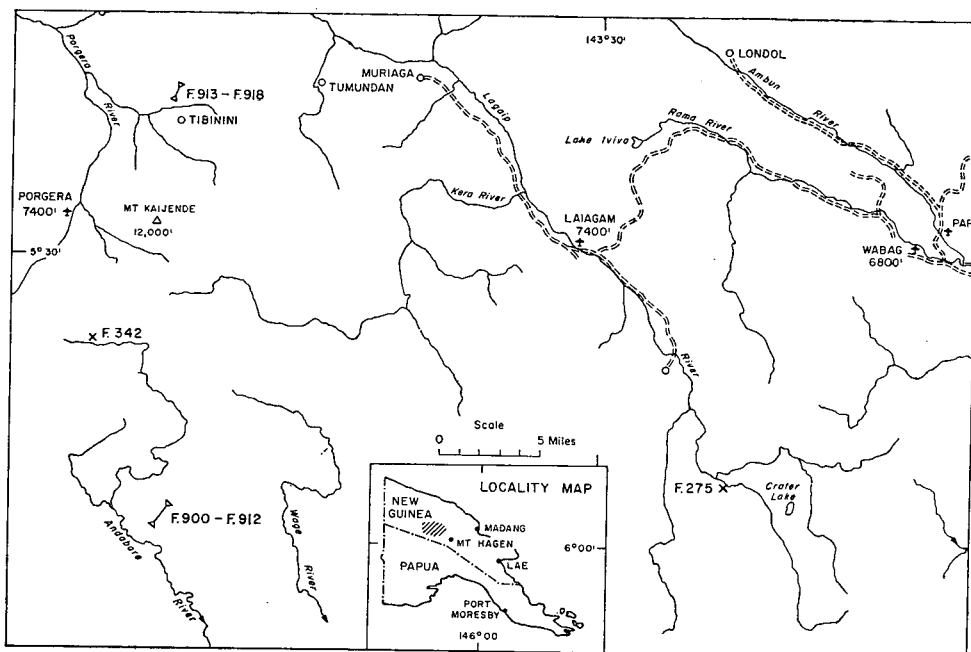 143° 30'
LONDOL
Porgera
River
F. 913 – F. 918
TIBININI
TUMUNDAN
MURIAGA
Lagaip
Ambun
River
Rama River
Lake Iviva
Kera River
PORGERA
7400'
MT KAIJENDE
12,000'
LAIAGAM
7400'
PAP
WABAG
6800'
5° 30'
F. 342
River
Scale
0 5 Miles
F. 900 – F. 912
Andabare
River
Wage
River
F. 275
Crater
Lake
LOCALITY MAP
NEW
GUINEA
MADANG
MT HAGEN
LAE
6° 00'
PAPUA
PORT
MORESBY
146° 00